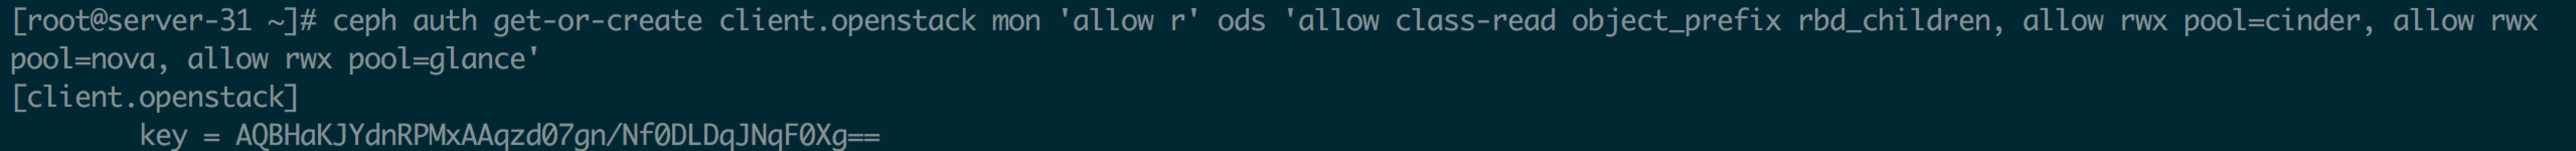 [root@server-31 ~]# ceph auth get-or-create client.openstack mon 'allow r' ods 'allow class-read object_prefix rbd_children, allow rwx pool=cinder, allow rwx
pool=nova, allow rwx pool=glance'
[client.openstack]
key = AQBHaKJYdnRPMxAAqzd07gn/Nf0DLDqJNqF0Xg==